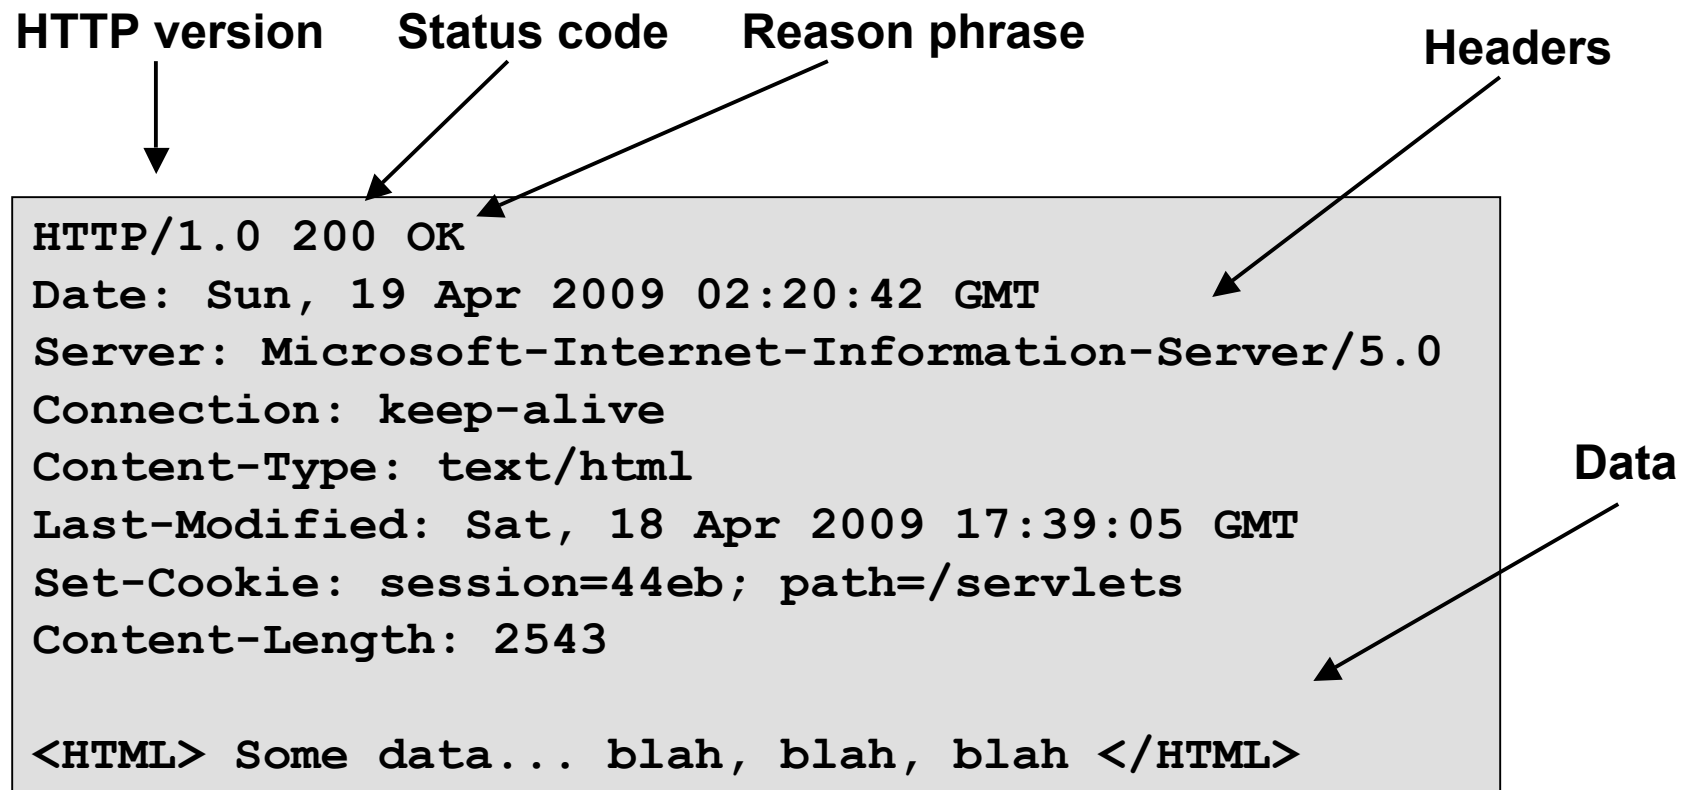 HTTP version Status code Reason phrase Headers
HTTP/1.0 200 OK
Date: Sun, 19 Apr 2009 02:20:42 GMT
Server: Microsoft-Internet-Information-Server/5.0
Connection: keep-alive
Content-Type: text/html
Data
Last-Modified: Sat, 18 Apr 2009 17:39:05 GMT
Set-Cookie: session=44eb; path=/servlets
Content-Length: 2543
<HTML> Some data... blah, blah, blah </HTML>